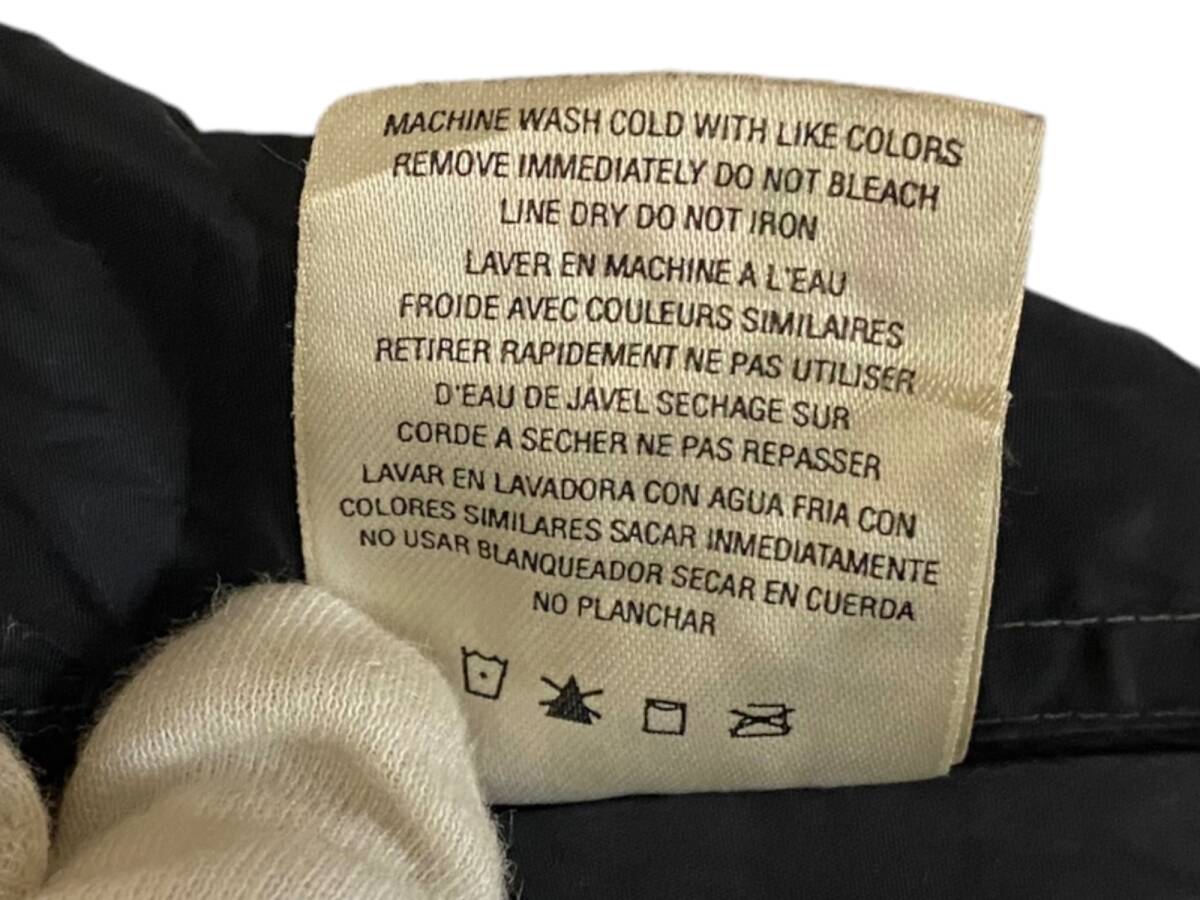 MACHINE WASH COLD WITH LIKE COLORS
REMOVE IMMEDIATELY DO NOT BLEACH
LINE DRY DO NOT IRON
LAVER EN MACHINE A L'EAU
FROIDE AVEC COULEURS SIMILAIRES
RETIRER RAPIDEMENT NE PAS UTILISER
D'EAU DE JAVEL SECHAGE SUR
CORDE A SECHER NE PAS REPASSER
LAVAR EN LAVADORA CON AGUA FRIA CON
COLORES SIMILARES SACAR INMEDIATAMENTE
NO USAR BLANQUEADOR SECAR EN CUERDA
NO PLANCHAR